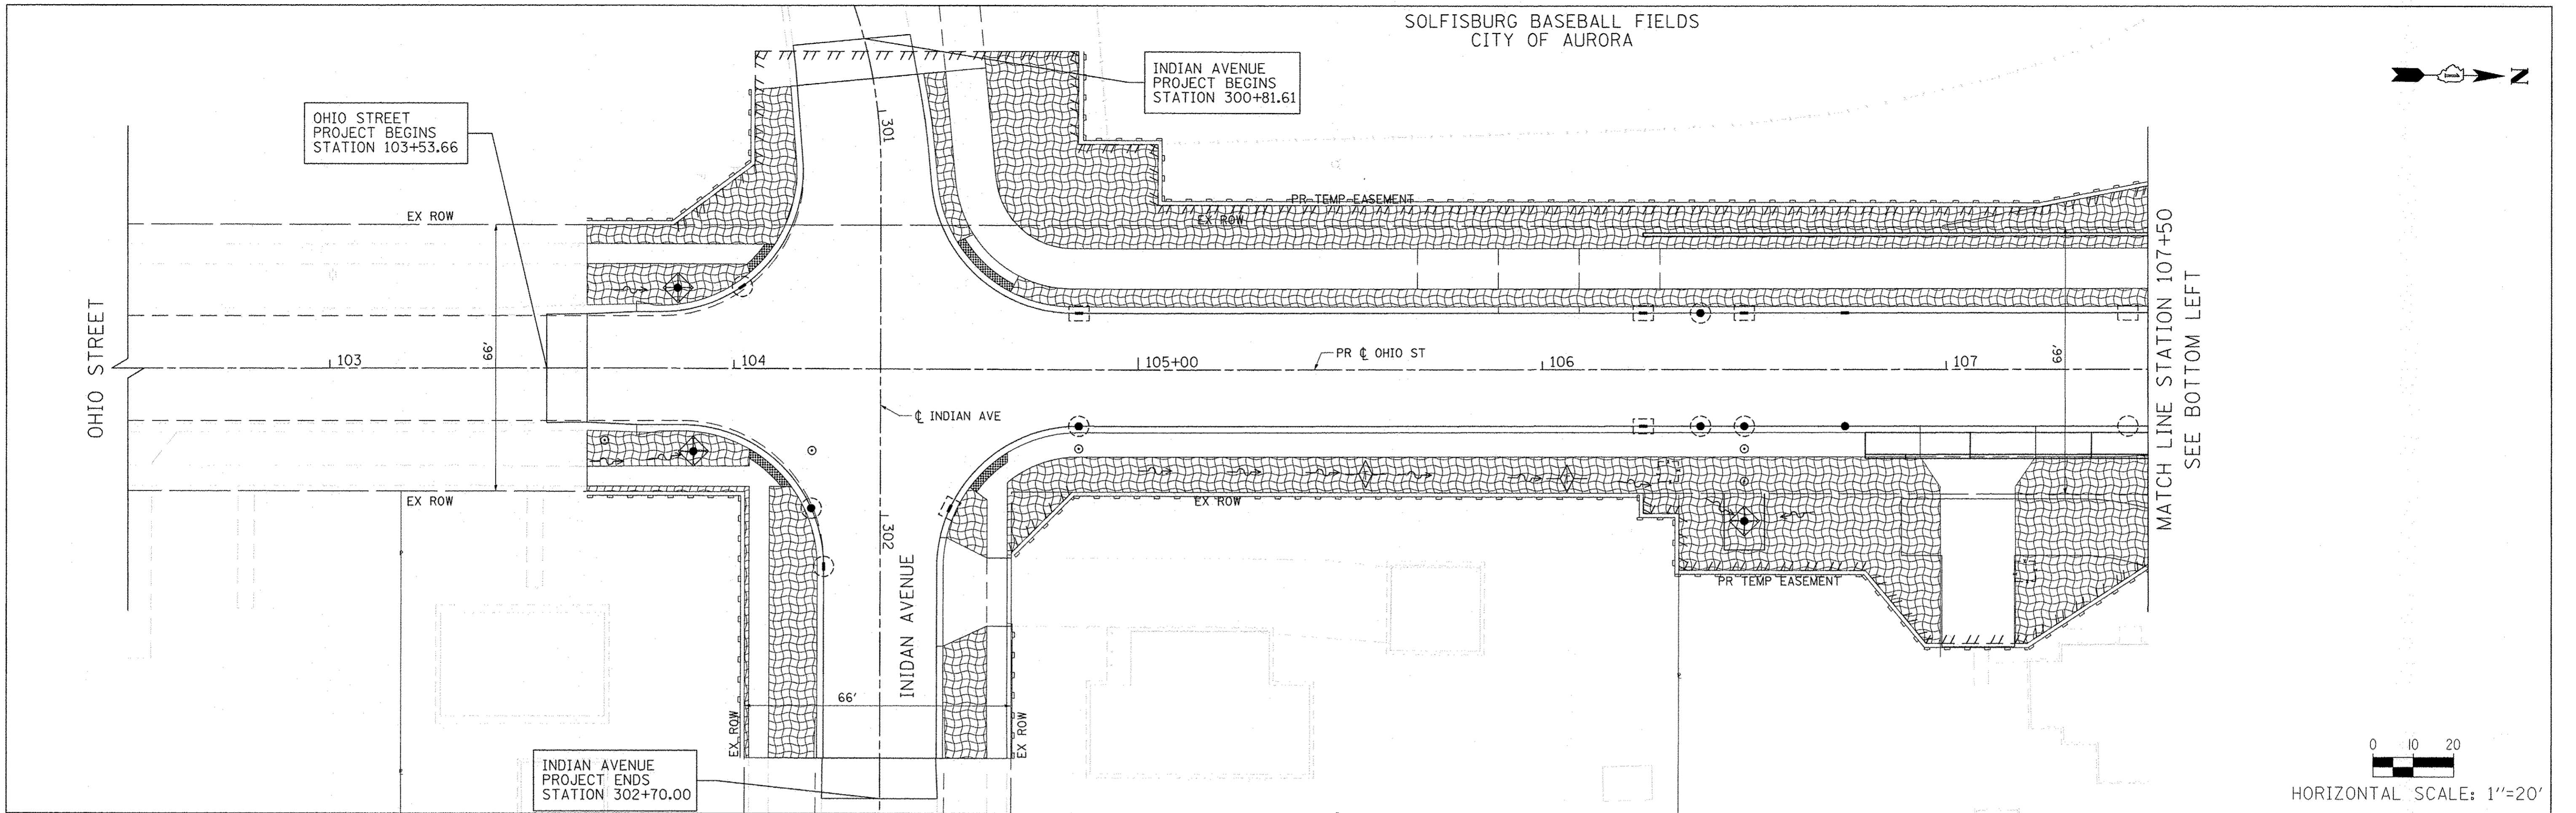 SOLFISBURG BASEBALL FIELDS
CITY OF AURORA
INDIAN AVENUE
PROJECT BEGINS
STATION 300+81.61
N
OHIO STREET
PROJECT BEGINS
STATION 103+53.66
301
EX ROW
PR TEMP EASEMENT
EX ROW
OHIO STREET
66'
103
104
105+00
PR ℄ OHIO ST
106
107
66'
MATCH LINE STATION 107+50
SEE BOTTOM LEFT
℄ INDIAN AVE
EX ROW
EX ROW
302
INIDAN AVENUE
PR TEMP EASEMENT
66'
EX ROW
EX ROW
INDIAN AVENUE
PROJECT ENDS
STATION 302+70.00
0 10 20
HORIZONTAL SCALE: 1"=20'